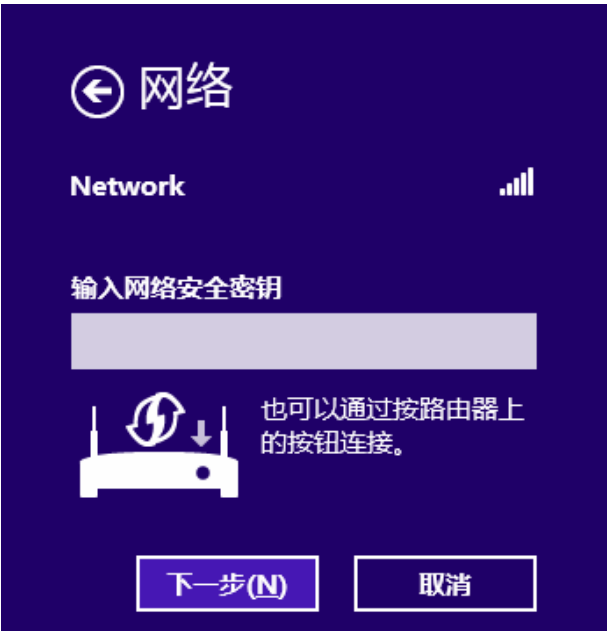 网络
Network
输入网络安全密钥
也可以通过按路由器上
的按钮连接。
下一步(N)
取消